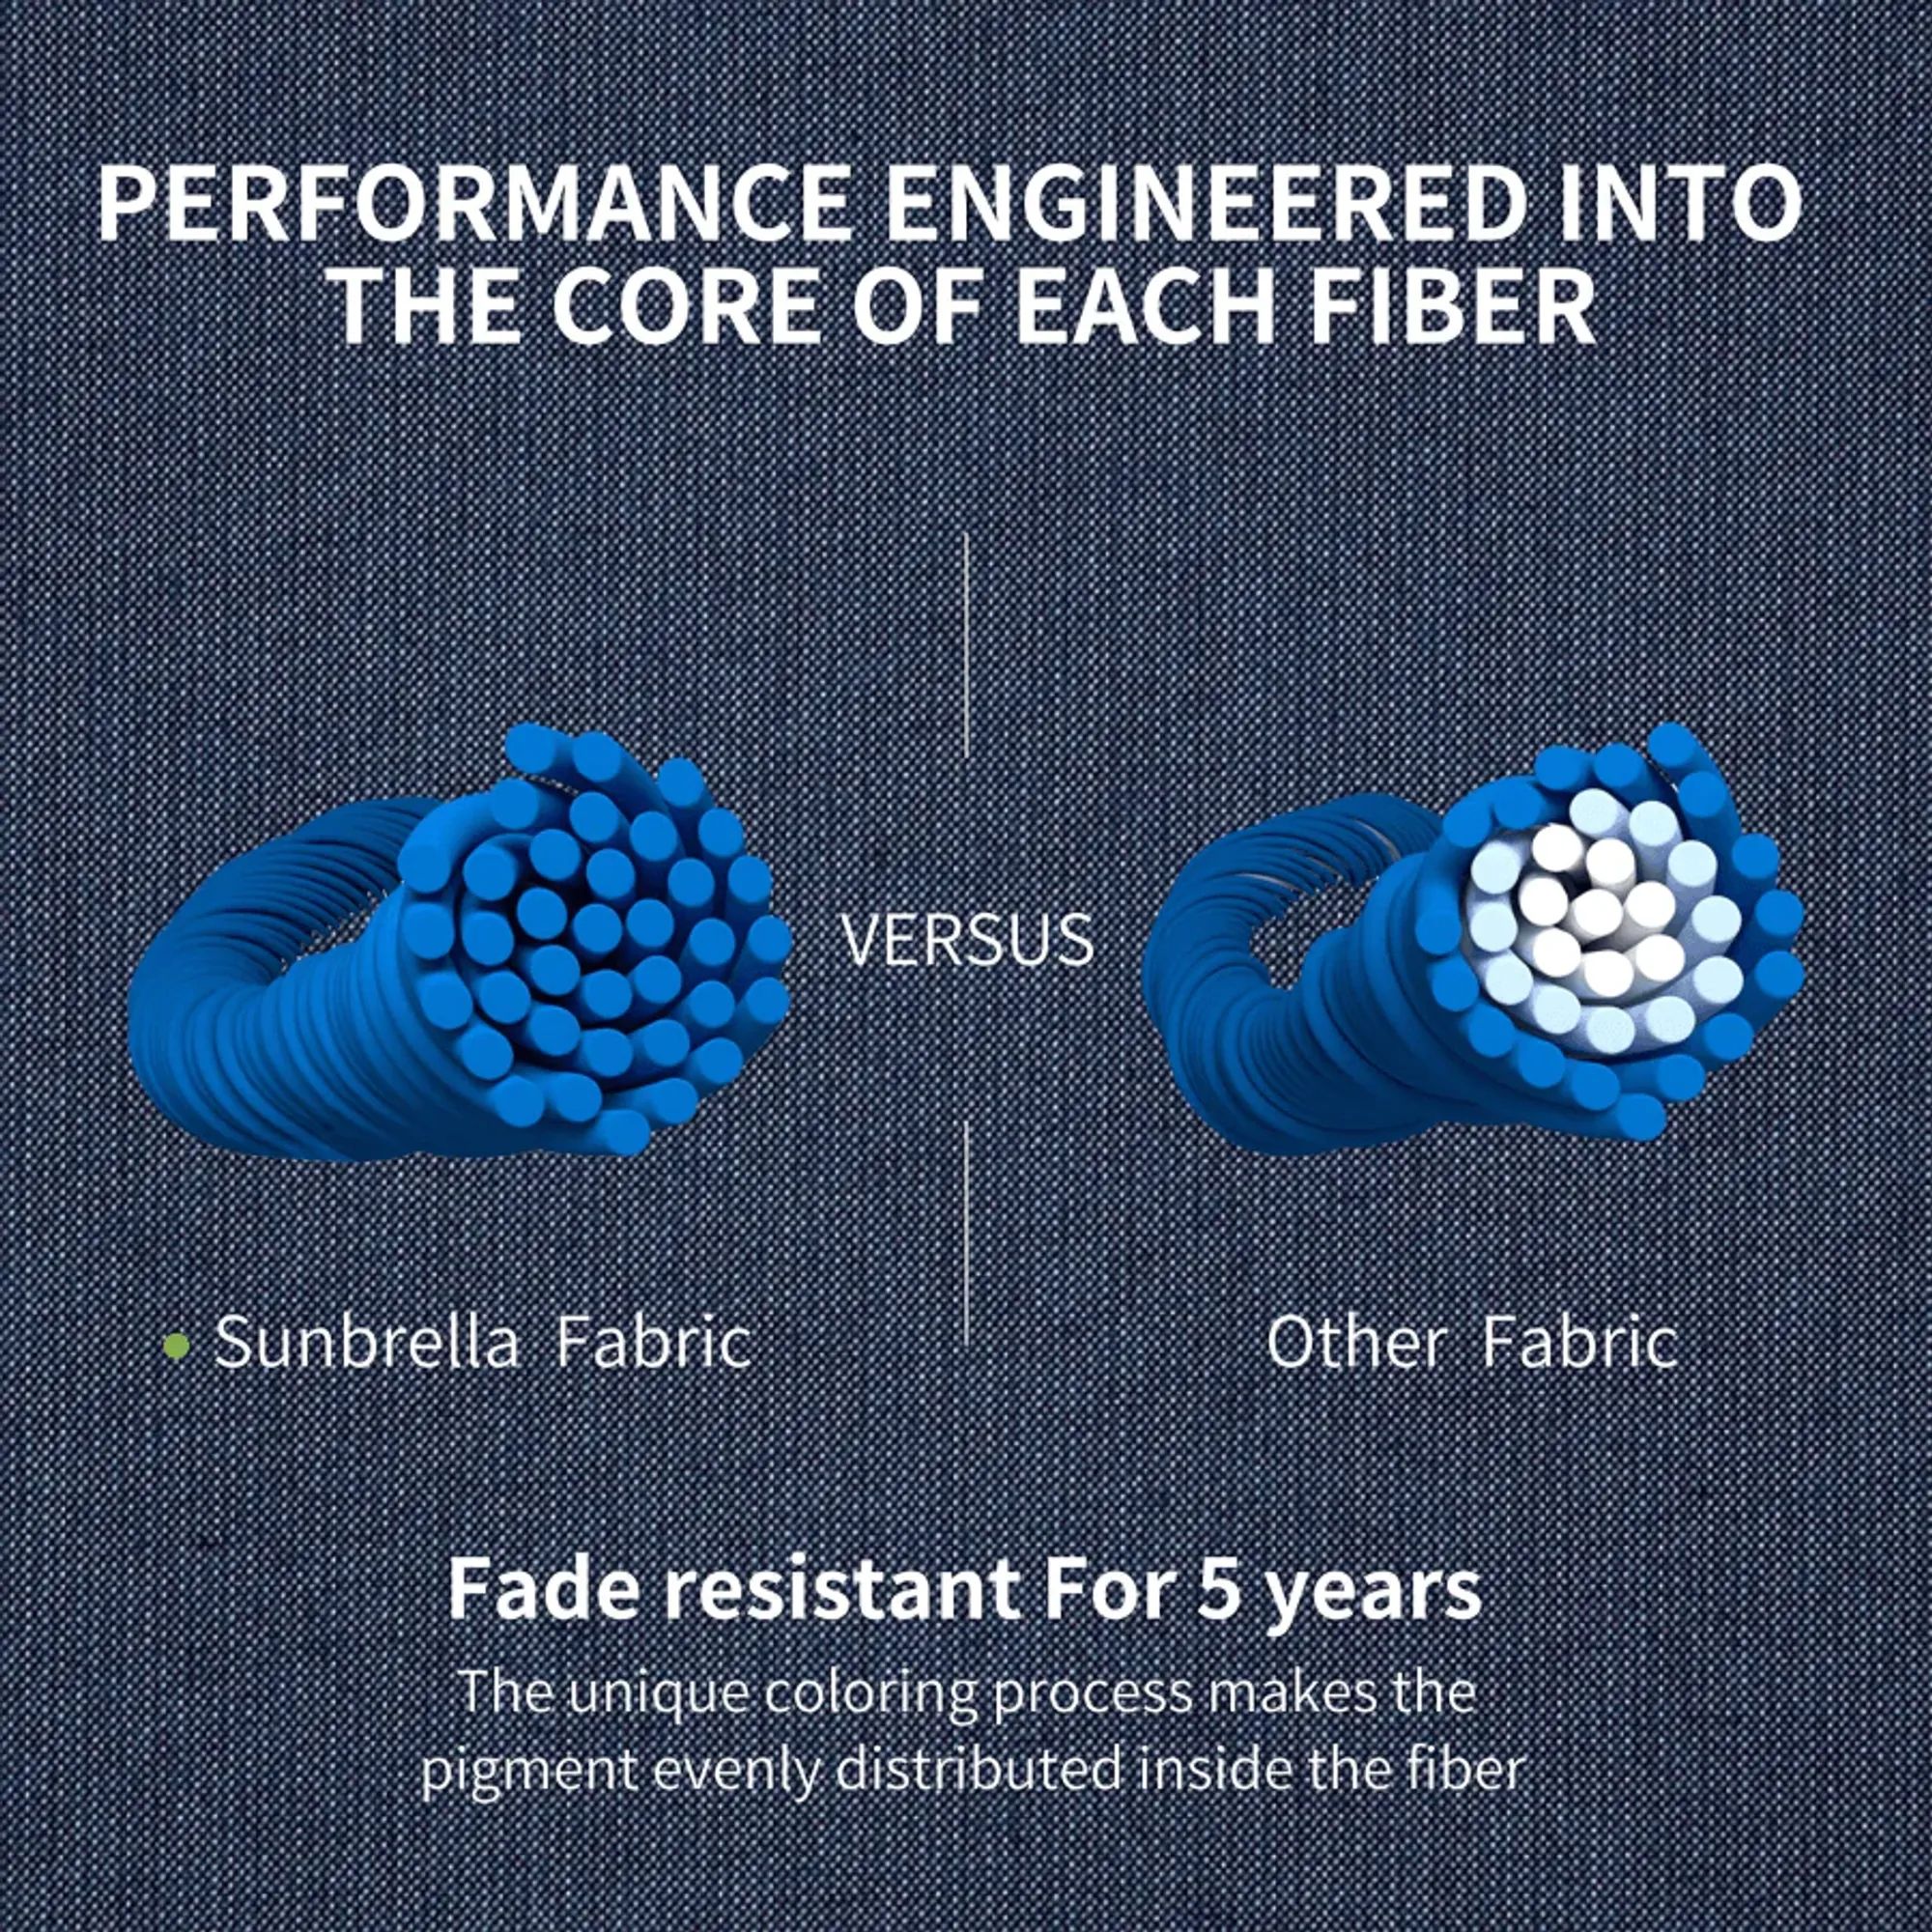 PERFORMANCE ENGINEERED INTO
THE CORE OF EACH FIBER
VERSUS
Sunbrella Fabric
Other Fabric
Fade resistant For 5 years
The unique coloring process makes the
pigment evenly distributed inside the fiber